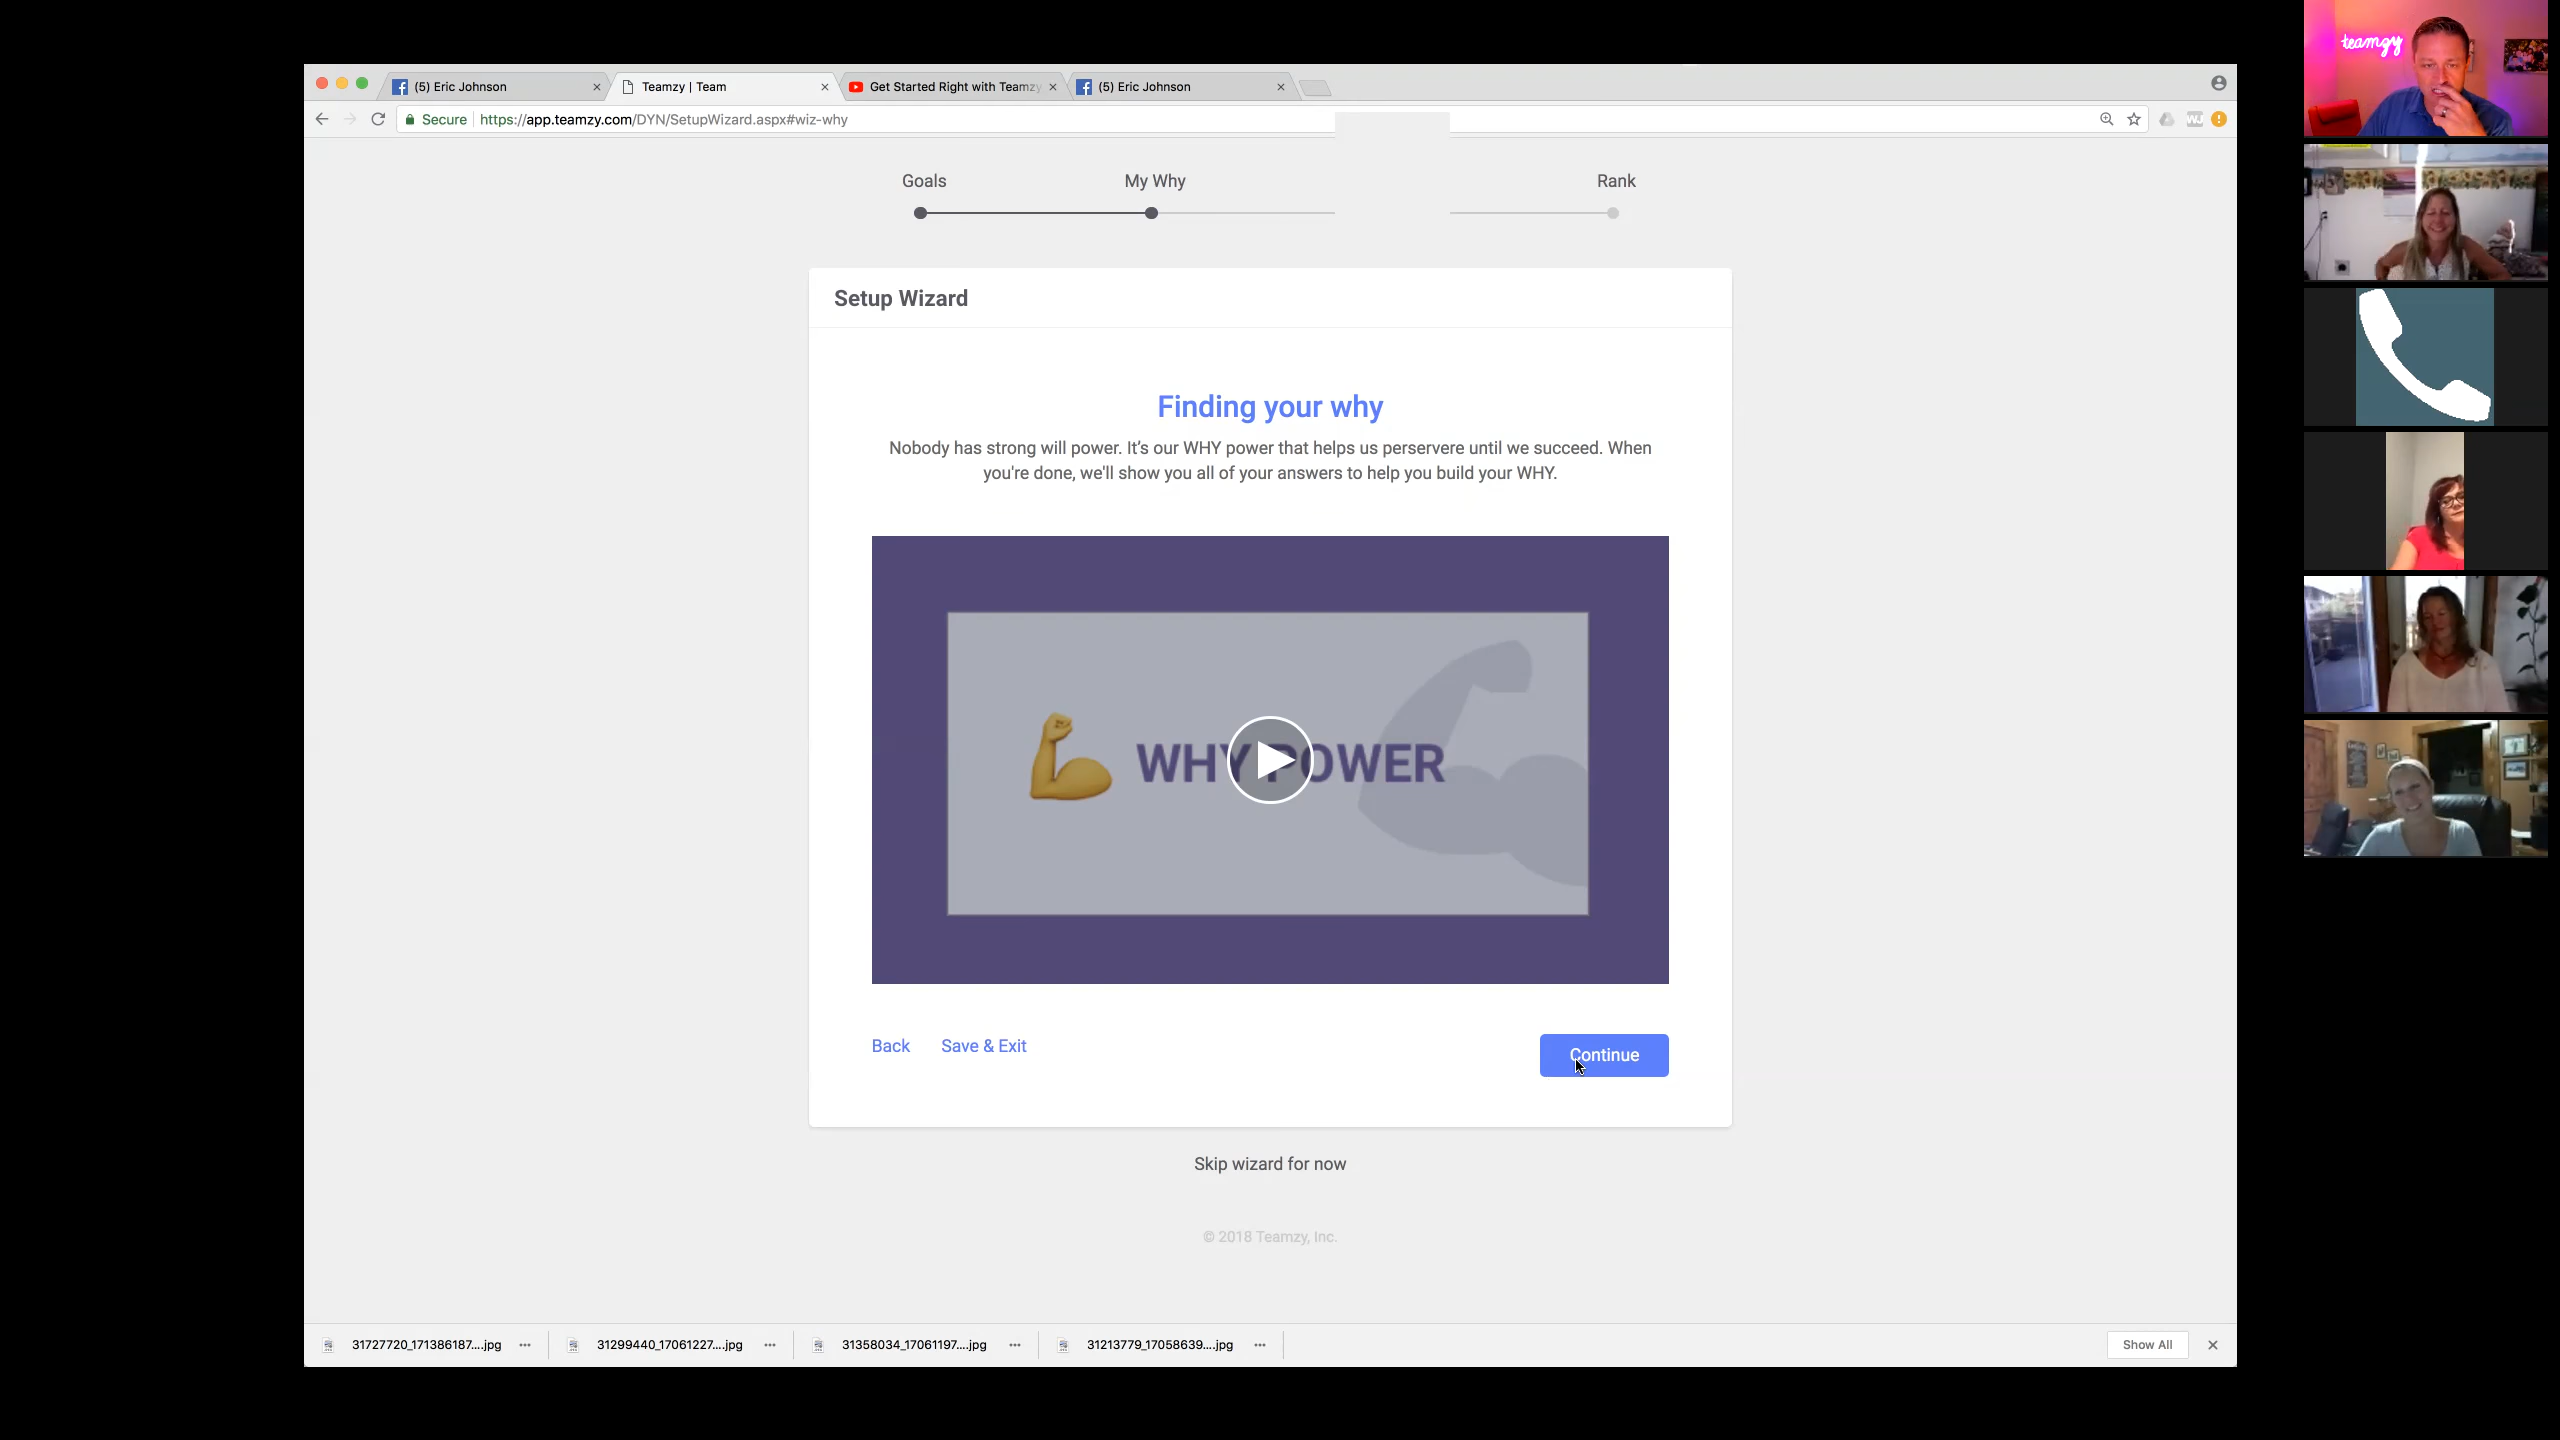 (5) Eric Johnson
Teamzy | Team
Get Started Right with Teamzy
(5) Eric Johnson
Secure
https://app.teamzy.com/DYN/SetupWizard.aspx#wiz-why
Goals
My Why
Rank
Setup Wizard
Finding your why
Nobody has strong will power. It's our WHY power that helps us perservere until we succeed. When
you're done, we'll show you all of your answers to help you build your WHY.
WHY POWER
Back
Save & Exit
Continue
Skip wizard for now
© 2018 Teamzy, Inc.
31727720_171386187....jpg
31299440_17061227....jpg
31358034_17061197....jpg
31213779_17058639....jpg
Show All
teamzy